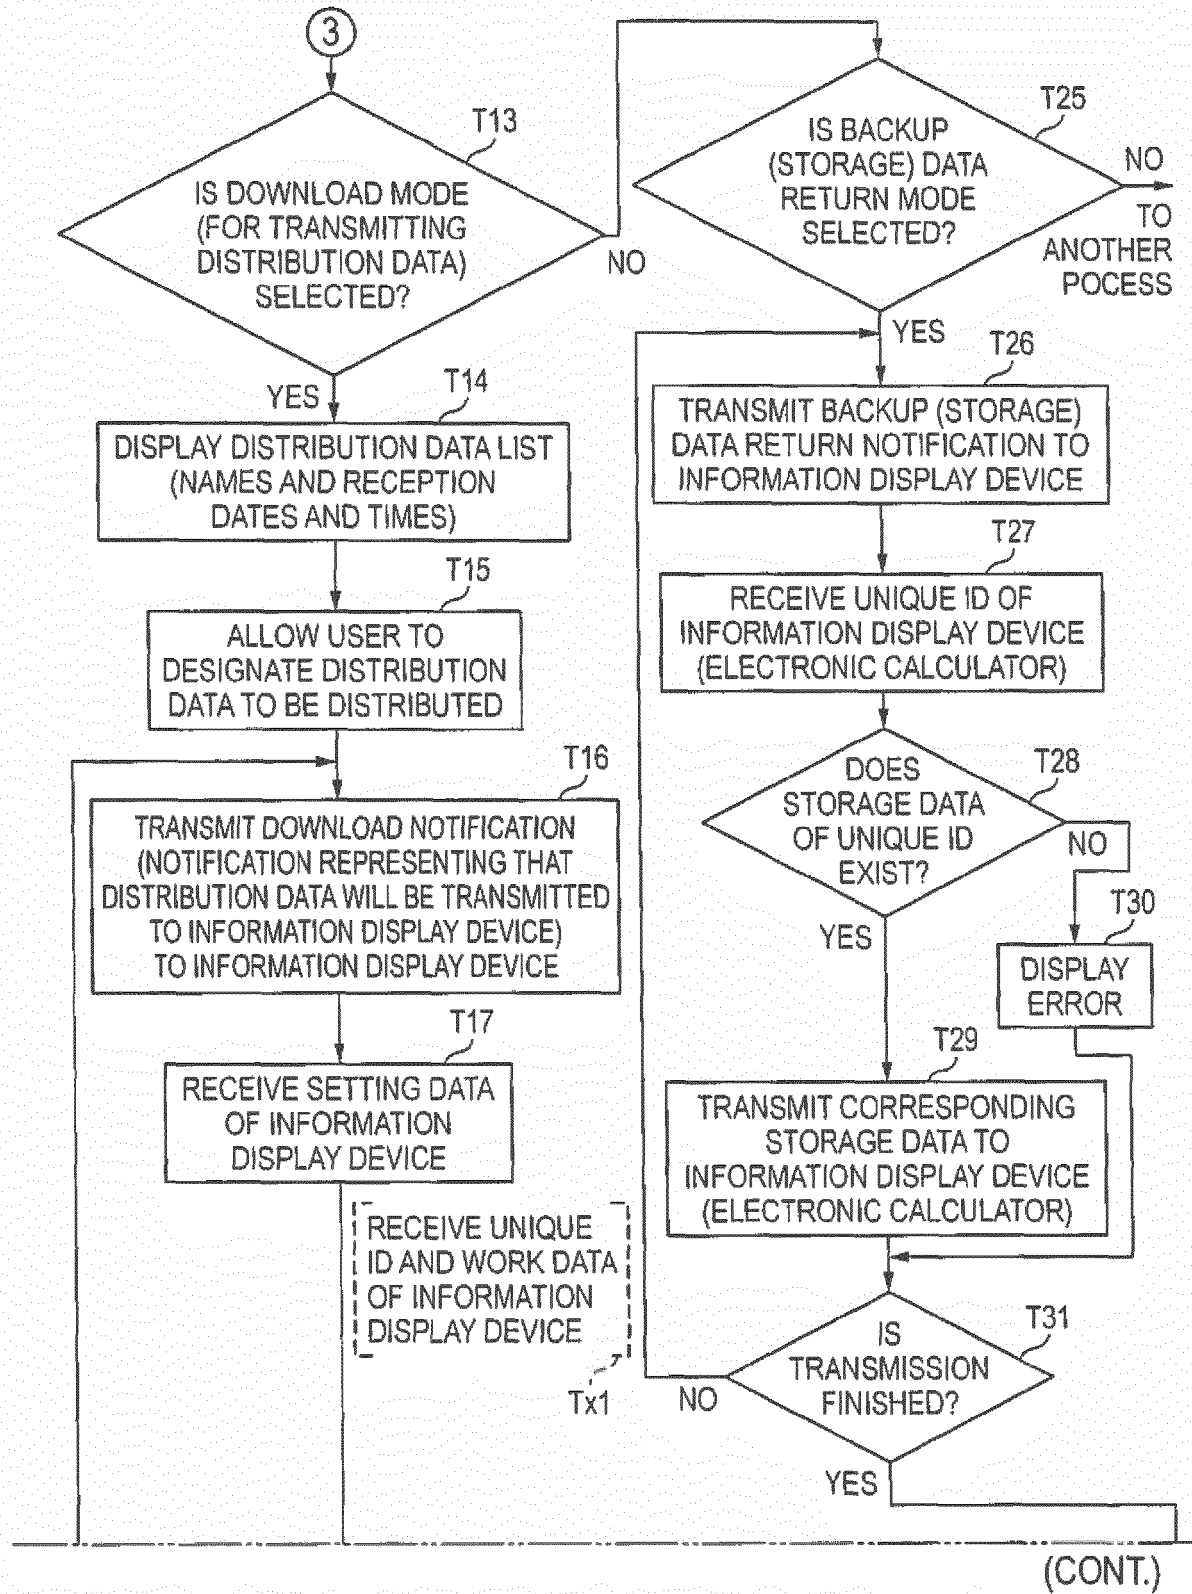 3
T13
IS DOWNLOAD MODE
(FOR TRANSMITTING
DISTRIBUTION DATA)
SELECTED?
NO
YES
T14
DISPLAY DISTRIBUTION DATA LIST
(NAMES AND RECEPTION
DATES AND TIMES)
T15
ALLOW USER TO
DESIGNATE DISTRIBUTION
DATA TO BE DISTRIBUTED
T16
TRANSMIT DOWNLOAD NOTIFICATION
(NOTIFICATION REPRESENTING THAT
DISTRIBUTION DATA WILL BE TRANSMITTED
TO INFORMATION DISPLAY DEVICE)
TO INFORMATION DISPLAY DEVICE
T17
RECEIVE SETTING DATA
OF INFORMATION
DISPLAY DEVICE
RECEIVE UNIQUE
ID AND WORK DATA
OF INFORMATION
DISPLAY DEVICE
Tx1
T25
IS BACKUP
(STORAGE) DATA
RETURN MODE
SELECTED?
NO
TO
ANOTHER
POCESS
YES
T26
TRANSMIT BACKUP (STORAGE)
DATA RETURN NOTIFICATION TO
INFORMATION DISPLAY DEVICE
T27
RECEIVE UNIQUE ID OF
INFORMATION DISPLAY DEVICE
(ELECTRONIC CALCULATOR)
T28
DOES
STORAGE DATA
OF UNIQUE ID
EXIST?
NO
YES
T30
DISPLAY
ERROR
T29
TRANSMIT CORRESPONDING
STORAGE DATA TO
INFORMATION DISPLAY DEVICE
(ELECTRONIC CALCULATOR)
T31
IS
TRANSMISSION
FINISHED?
NO
YES
(CONT.)